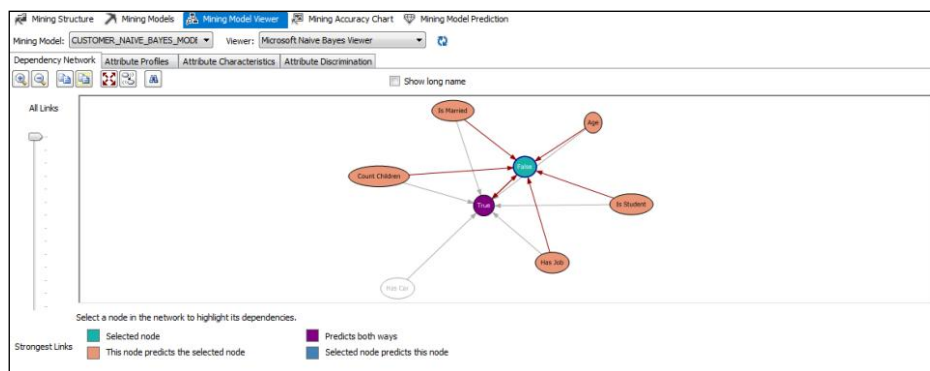 Mining Structure Mining Models Mining Model Viewer Mining Accuracy Chart Mining Model Prediction
Mining Model: CUSTOMER_NAIVE_BAYES_MODE Viewer: Microsoft Naive Bayes Viewer
Dependency Network Attribute Profiles Attribute Characteristics Attribute Discrimination
Show long name
All Links
Is Married
Age
False
Count Children
True
Is Student
Has Job
Has Car
Select a node in the network to highlight its dependencies.
Selected node Predicts both ways
Strongest Links
This node predicts the selected node Selected node predicts this node